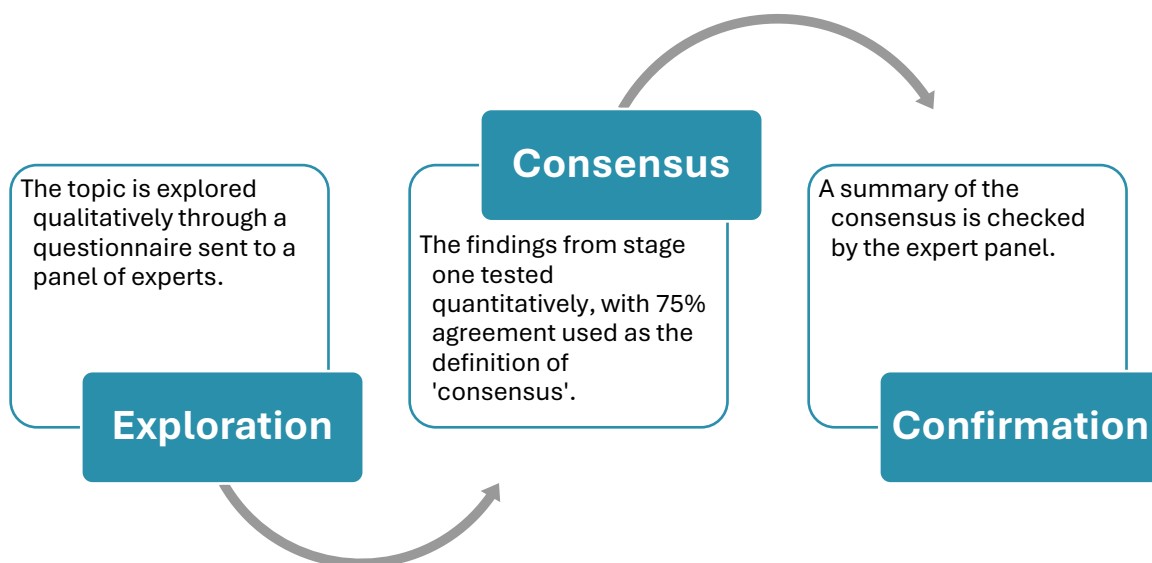 The topic is explored
qualitatively through a
questionnaire sent to a
panel of experts.
Exploration
Consensus
The findings from stage
one tested
quantitatively, with 75%
agreement used as the
definition of
'consensus'.
A summary of the
consensus is checked
by the expert panel.
Confirmation